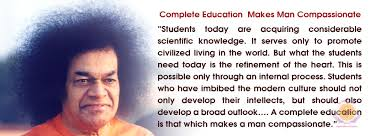 Complete Education Makes Man Compassionate
“Students today are acquiring considerable
scientific knowledge. It serves only to promote
civilized living in the world. But what the students
need today is the refinement of the heart. This is
possible only through an internal process. Students
who have imbibed the modern culture should not
only develop their intellects, but should also
develop a broad outlook.... A complete education
is that which makes a man compassionate.”